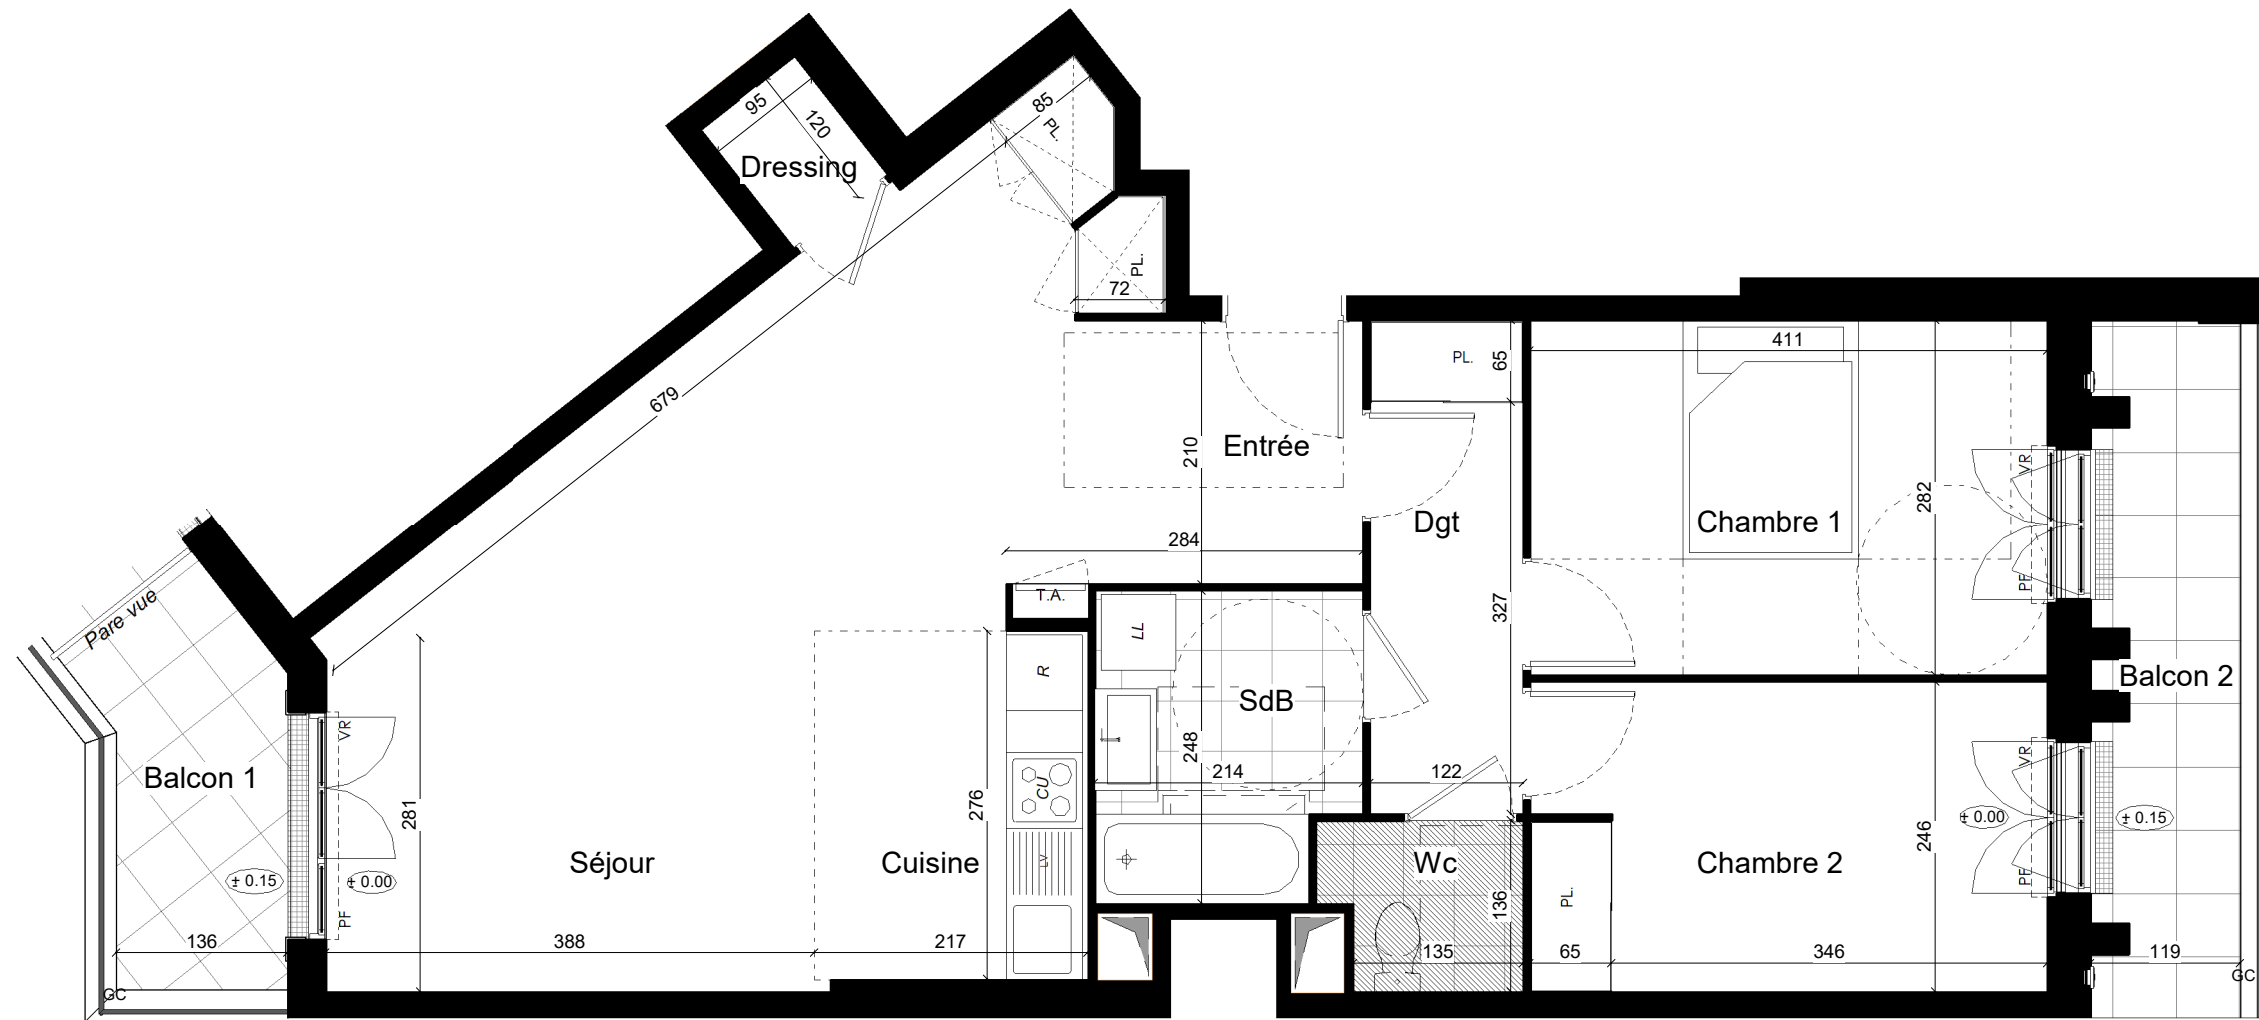 95
120
Dressing
85
PL.
PL.
72
679
210
Entrée
284
T.A.
PL.
65
411
282
Chambre 1
VR
PF
Dgt
327
Pare vue
Balcon 1
± 0.15
136
GC
VR
PF
± 0.00
281
Séjour
388
Cuisine
217
276
R
CU
LV
LL
SdB
248
214
122
Wc
136
135
PL.
65
Chambre 2
246
346
VR
PF
± 0.00
± 0.15
Balcon 2
119
GC